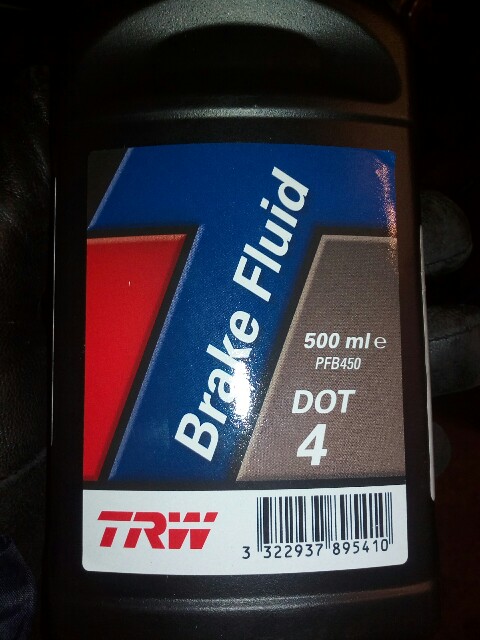 Brake Fluid
500 ml e
PFB450
DOT
4
TRW
3 322937 895410